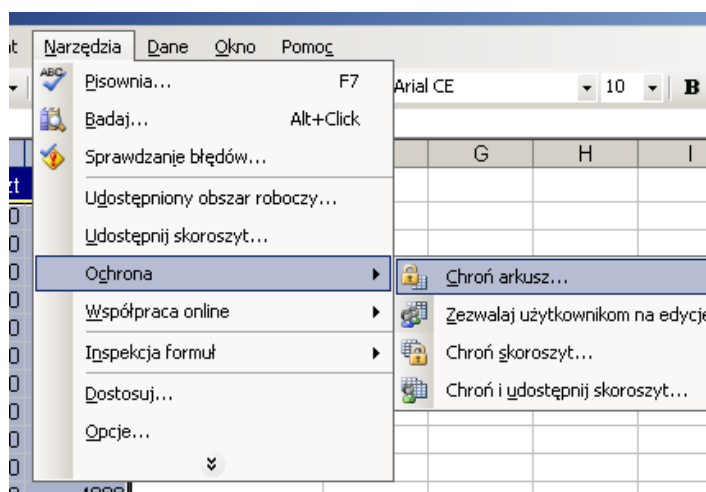 Narzędzia Dane Okno Pomoc
Pisownia... F7
Arial CE 10 B
Badaj... Alt+Click
Sprawdzanie błędów...
G H I
Udostępniony obszar roboczy...
Udostępnij skoroszyt...
Ochrona
Chroń arkusz...
Współpraca online
Zezwalaj użytkownikom na edycję
Inspekcja formuł
Chroń skoroszyt...
Dostosuj...
Chroń i udostępnij skoroszyt...
Opcje...